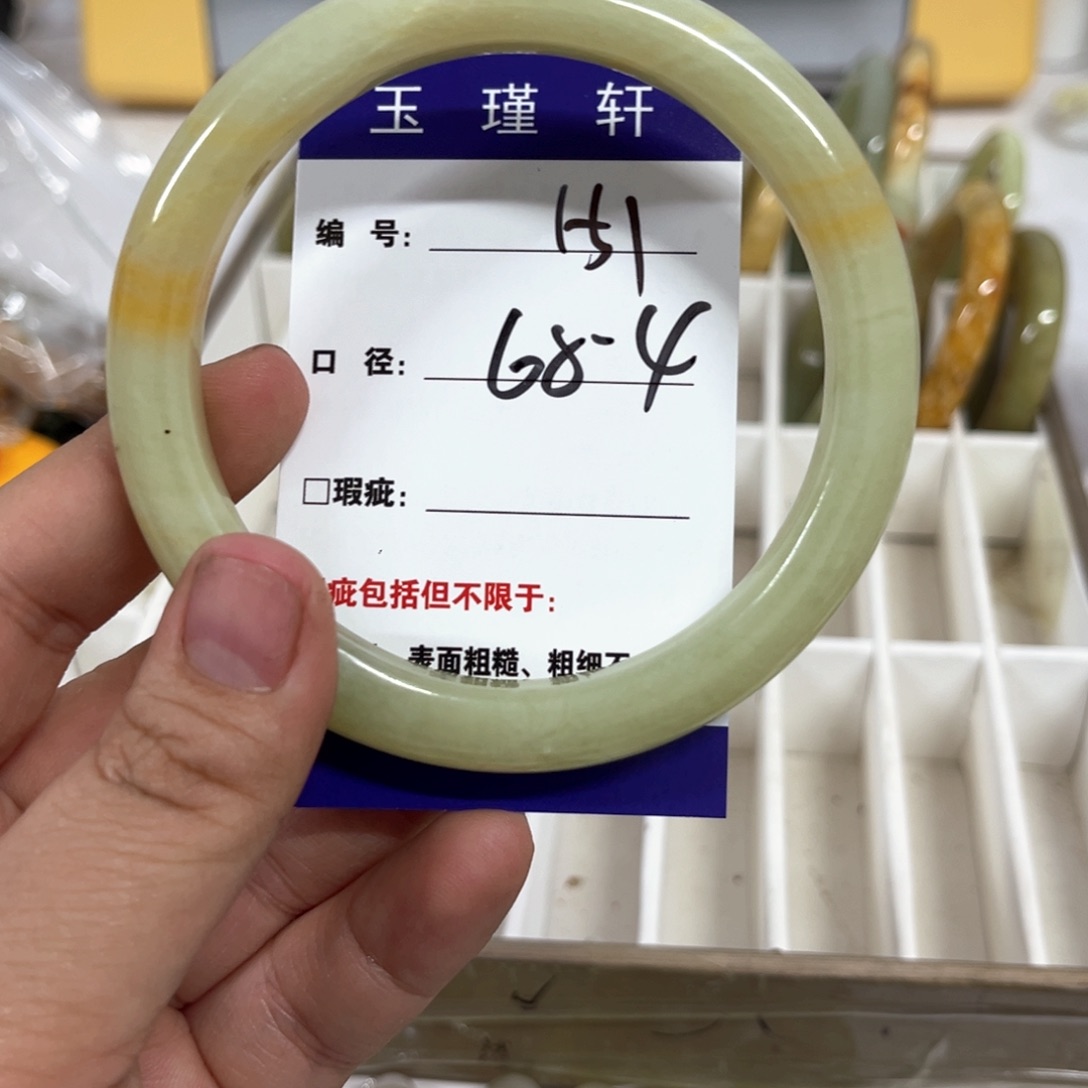 玉瑾轩
编 号: 1151
口 径: 68-4
□瑕疵:
疵包括但不限于:
、表面粗糙、粗细不